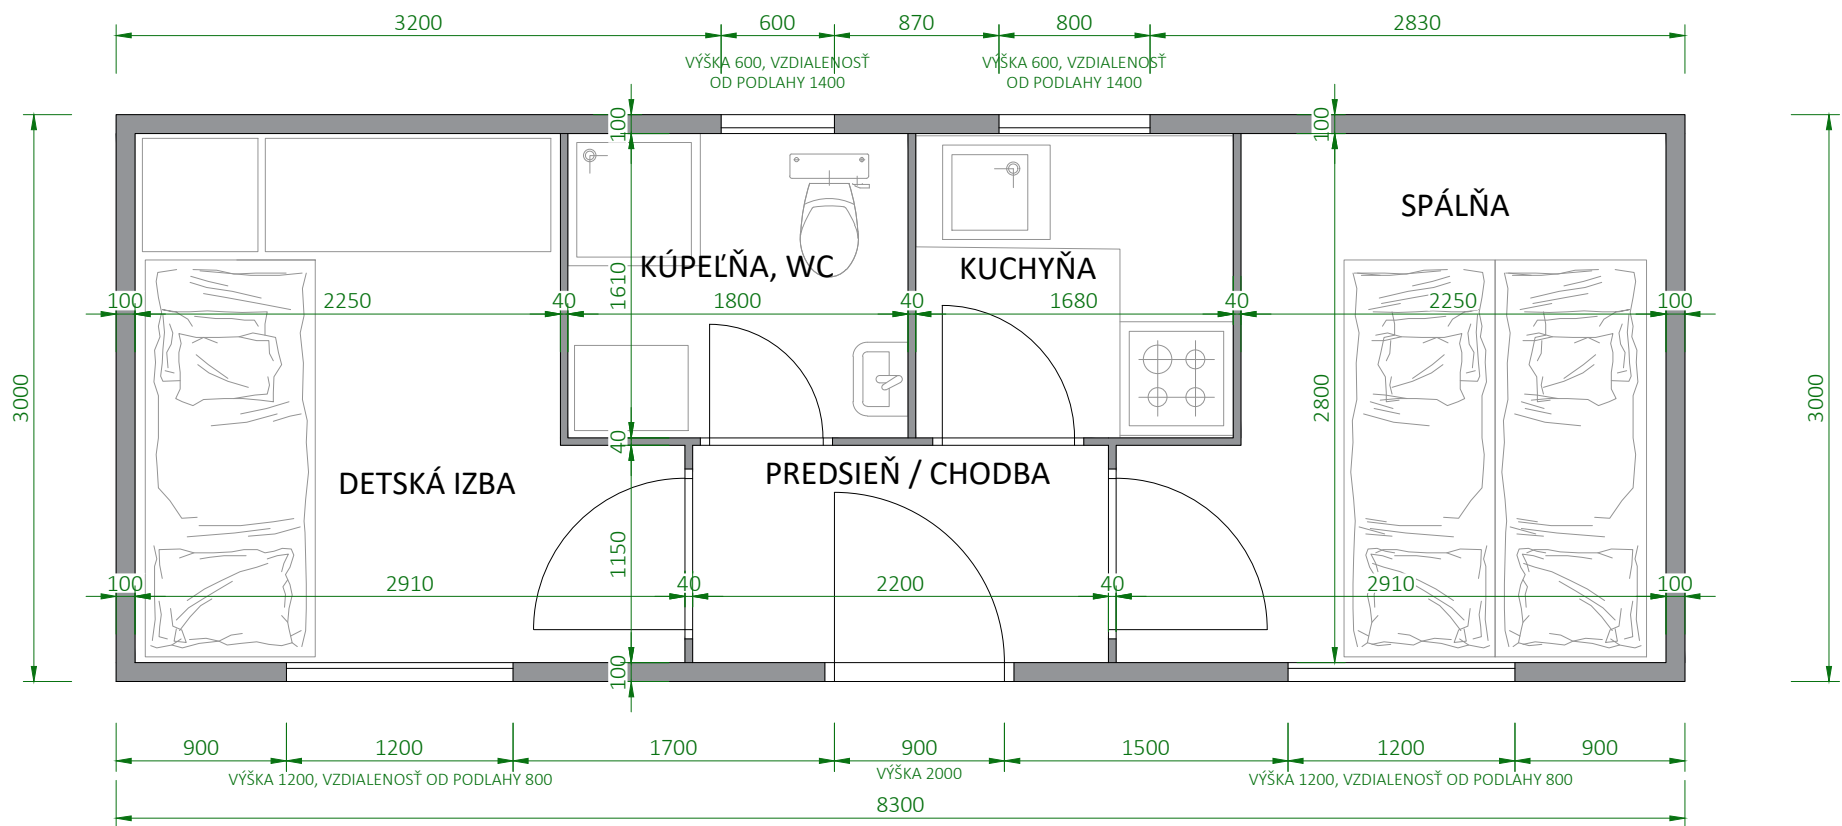 3200 600 870 800 2830
VÝŠKA 600, VZDIALENOSŤ
OD PODLAHY 1400
VÝŠKA 600, VZDIALENOSŤ
OD PODLAHY 1400
100 100
SPÁLŇA
KÚPEĽŇA, WC
KUCHYŇA
1610
100 2250 40 1800 40 1680 40 2250 100
3000 2800 3000
40
PREDSIEŇ / CHODBA
DETSKÁ IZBA
1150
100 2910 40 2200 40 2910 100
100
900 1200 1700 900 1500 1200 900
VÝŠKA 1200, VZDIALENOSŤ OD PODLAHY 800
VÝŠKA 2000
VÝŠKA 1200, VZDIALENOSŤ OD PODLAHY 800
8300